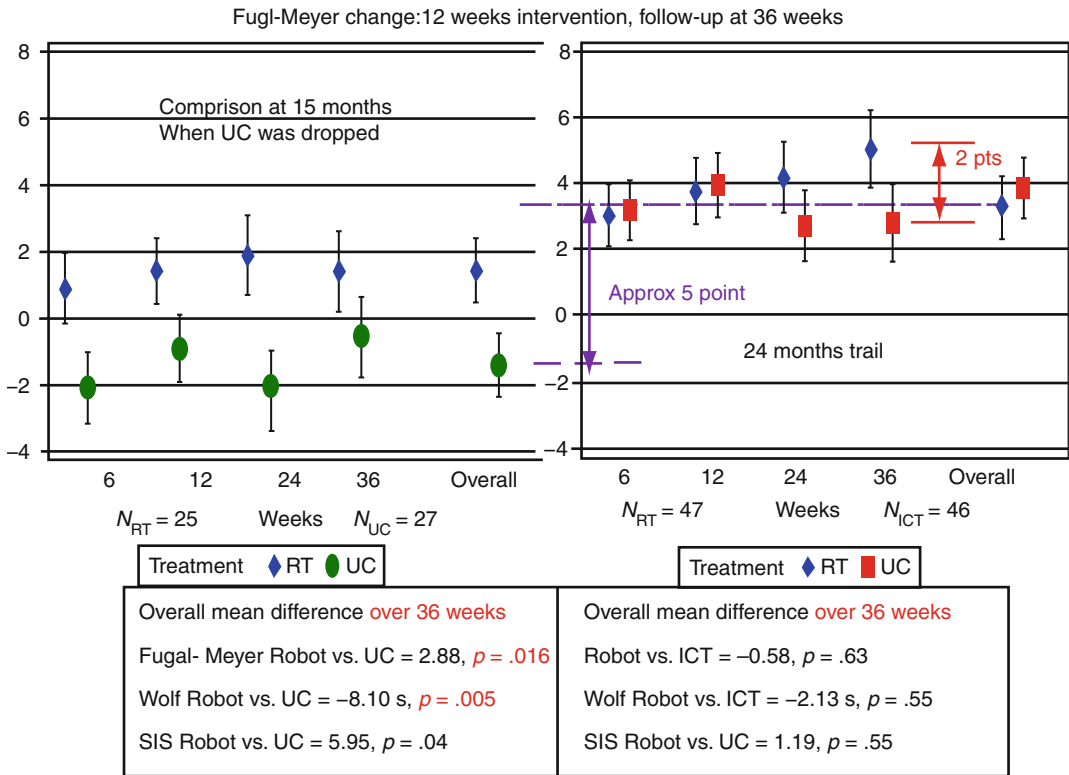 Fugl-Meyer change:12 weeks intervention, follow-up at 36 weeks
8
6
4
2
0
−2
−4
Comprison at 15 months
When UC was dropped
6 12 24 36 Overall
N_RT = 25 Weeks N_UC = 27
Treatment RT UC
8
6
4
2
0
−2
−4
2 pts
Approx 5 point
24 months trail
6 12 24 36 Overall
N_RT = 47 Weeks N_ICT = 46
Treatment RT UC
Overall mean difference over 36 weeks
Fugal- Meyer Robot vs. UC = 2.88, p = .016
Wolf Robot vs. UC = −8.10 s, p = .005
SIS Robot vs. UC = 5.95, p = .04
Overall mean difference over 36 weeks
Robot vs. ICT = −0.58, p = .63
Wolf Robot vs. ICT = −2.13 s, p = .55
SIS Robot vs. UC = 1.19, p = .55